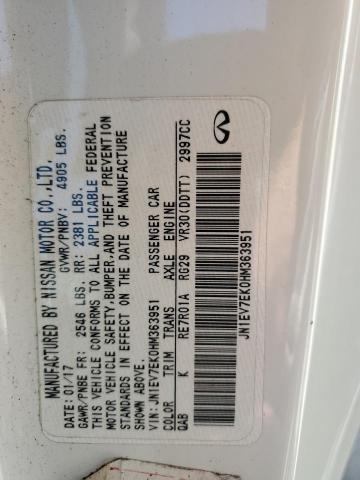 MANUFACTURED BY NISSAN MOTOR CO.,LTD.
DATE: 01/17 GVWR/PNBV: 4905 LBS.
GAWR/PNBE FR: 2546 LBS. RR: 2381 LBS.
THIS VEHICLE CONFORMS TO ALL APPLICABLE FEDERAL
MOTOR VEHICLE SAFETY,BUMPER,AND THEFT PREVENTION
STANDARDS IN EFFECT ON THE DATE OF MANUFACTURE
SHOWN ABOVE.
VIN:JN1EV7EK0HM363951 PASSENGER CAR
COLOR TRIM TRANS AXLE ENGINE
QAB K RE7R01A RG29 VR30(DDTT) 2997CC
JN1EV7EK0HM363951